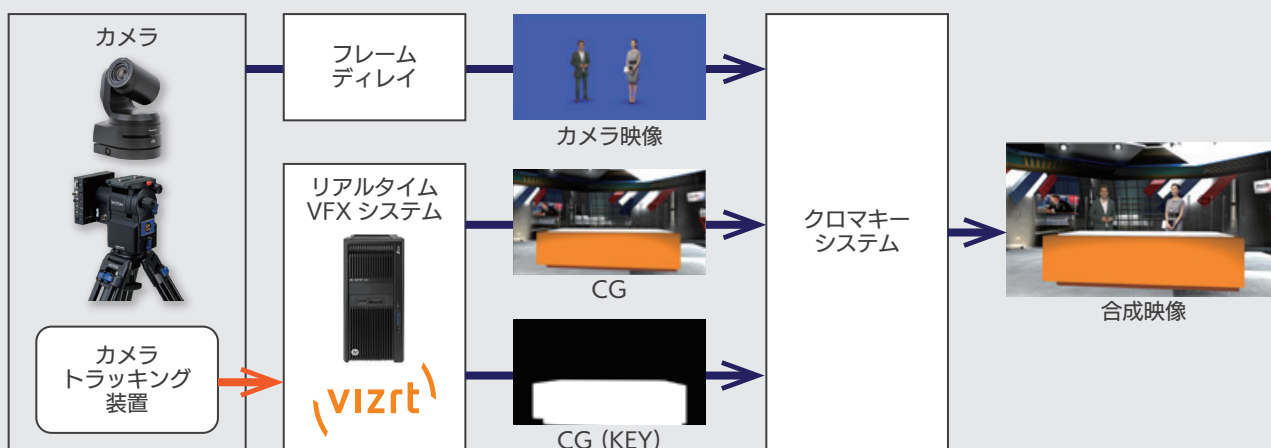 カメラ
フレーム
ディレイ
カメラ映像
リアルタイム
VFX システム
CG
クロマキー
システム
合成映像
カメラ
トラッキング
装置
vizrt
CG (KEY)